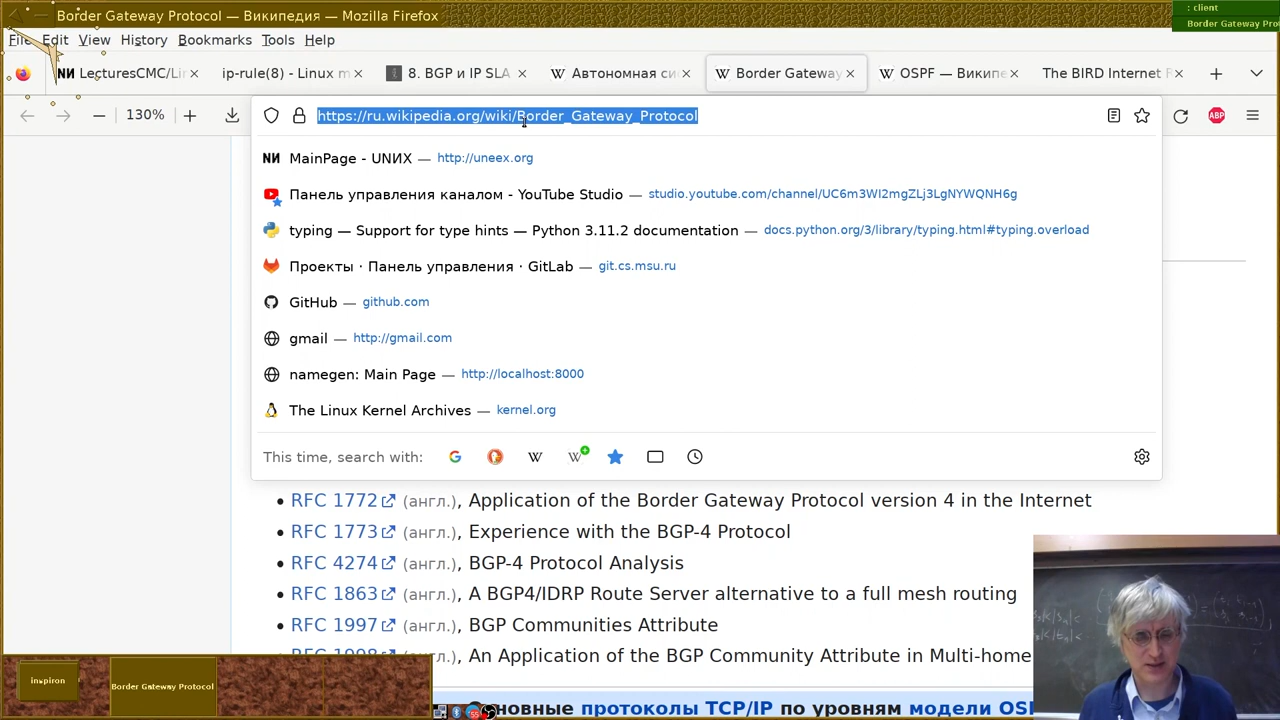 Border Gateway Protocol — Википедия — Mozilla Firefox
: client
Border Gateway Pro
File Edit View History Bookmarks Tools Help
LecturesCMC/Lin
ip-rule(8) - Linux m
8. BGP и IP SLA
Автономная си
Border Gateway
OSPF — Википе
The BIRD Internet R
130%
https://ru.wikipedia.org/wiki/Border_Gateway_Protocol
MainPage - UNИX — http://uneex.org
Панель управления каналом - YouTube Studio — studio.youtube.com/channel/UC6m3WI2mgZLj3LgNYWQNH6g
typing — Support for type hints — Python 3.11.2 documentation — docs.python.org/3/library/typing.html#typing.overload
Проекты · Панель управления · GitLab — git.cs.msu.ru
GitHub — github.com
gmail — http://gmail.com
namegen: Main Page — http://localhost:8000
The Linux Kernel Archives — kernel.org
This time, search with:
• RFC 1772 (англ.), Application of the Border Gateway Protocol version 4 in the Internet
• RFC 1773 (англ.), Experience with the BGP-4 Protocol
• RFC 4274 (англ.), BGP-4 Protocol Analysis
• RFC 1863 (англ.), A BGP4/IDRP Route Server alternative to a full mesh routing
• RFC 1997 (англ.), BGP Communities Attribute
• RFC 1998 (англ.), An Application of the BGP Community Attribute in Multi-home
новные протоколы TCP/IP по уровням модели OSI
inspiron
Border Gateway Protocol